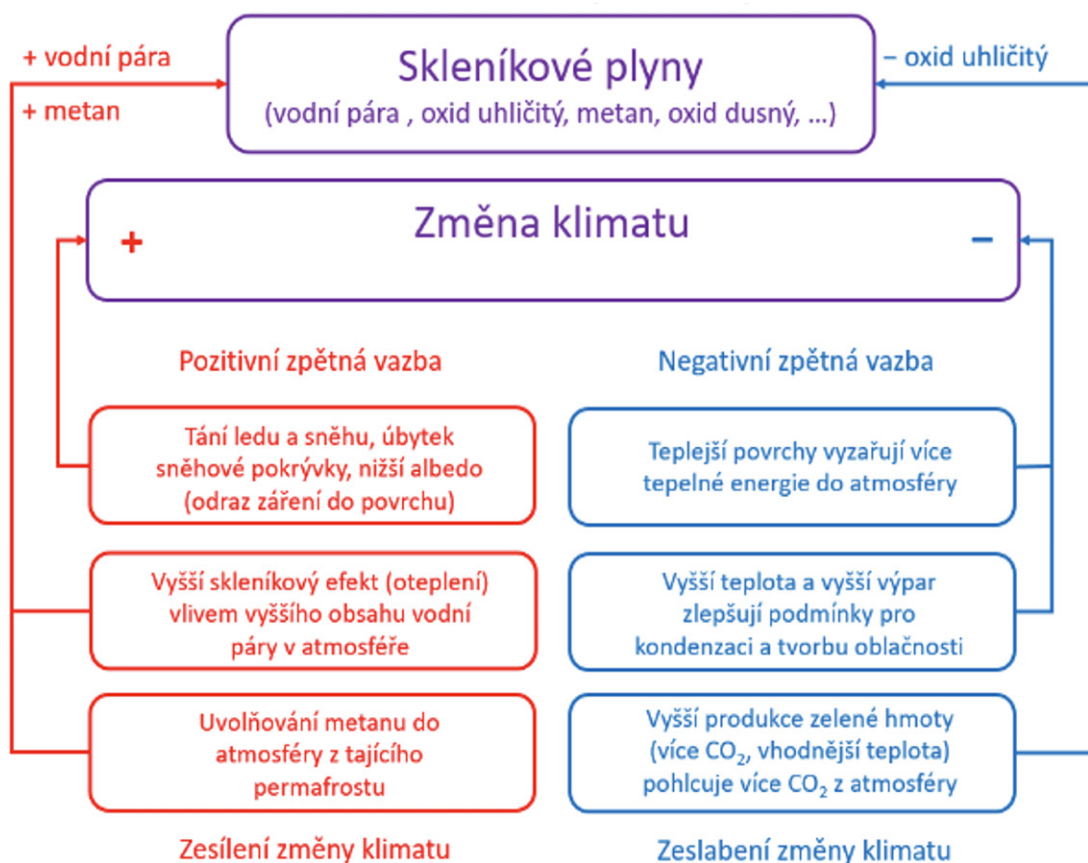 + vodní pára
+ metan
Skleníkové plyny
(vodní pára , oxid uhličitý, metan, oxid dusný, ...)
− oxid uhličitý
Změna klimatu
+
−
Pozitivní zpětná vazba
Tání ledu a sněhu, úbytek
sněhové pokrývky, nižší albedo
(odraz záření do povrchu)
Vyšší skleníkový efekt (oteplení)
vlivem vyššího obsahu vodní
páry v atmosféře
Uvolňování metanu do
atmosféry z tajícího
permafrostu
Zesílení změny klimatu
Negativní zpětná vazba
Teplejší povrchy vyzařují více
tepelné energie do atmosféry
Vyšší teplota a vyšší výpar
zlepšují podmínky pro
kondenzaci a tvorbu oblačnosti
Vyšší produkce zelené hmoty
(více CO₂, vhodnější teplota)
pohlcuje více CO₂ z atmosféry
Zeslabení změny klimatu